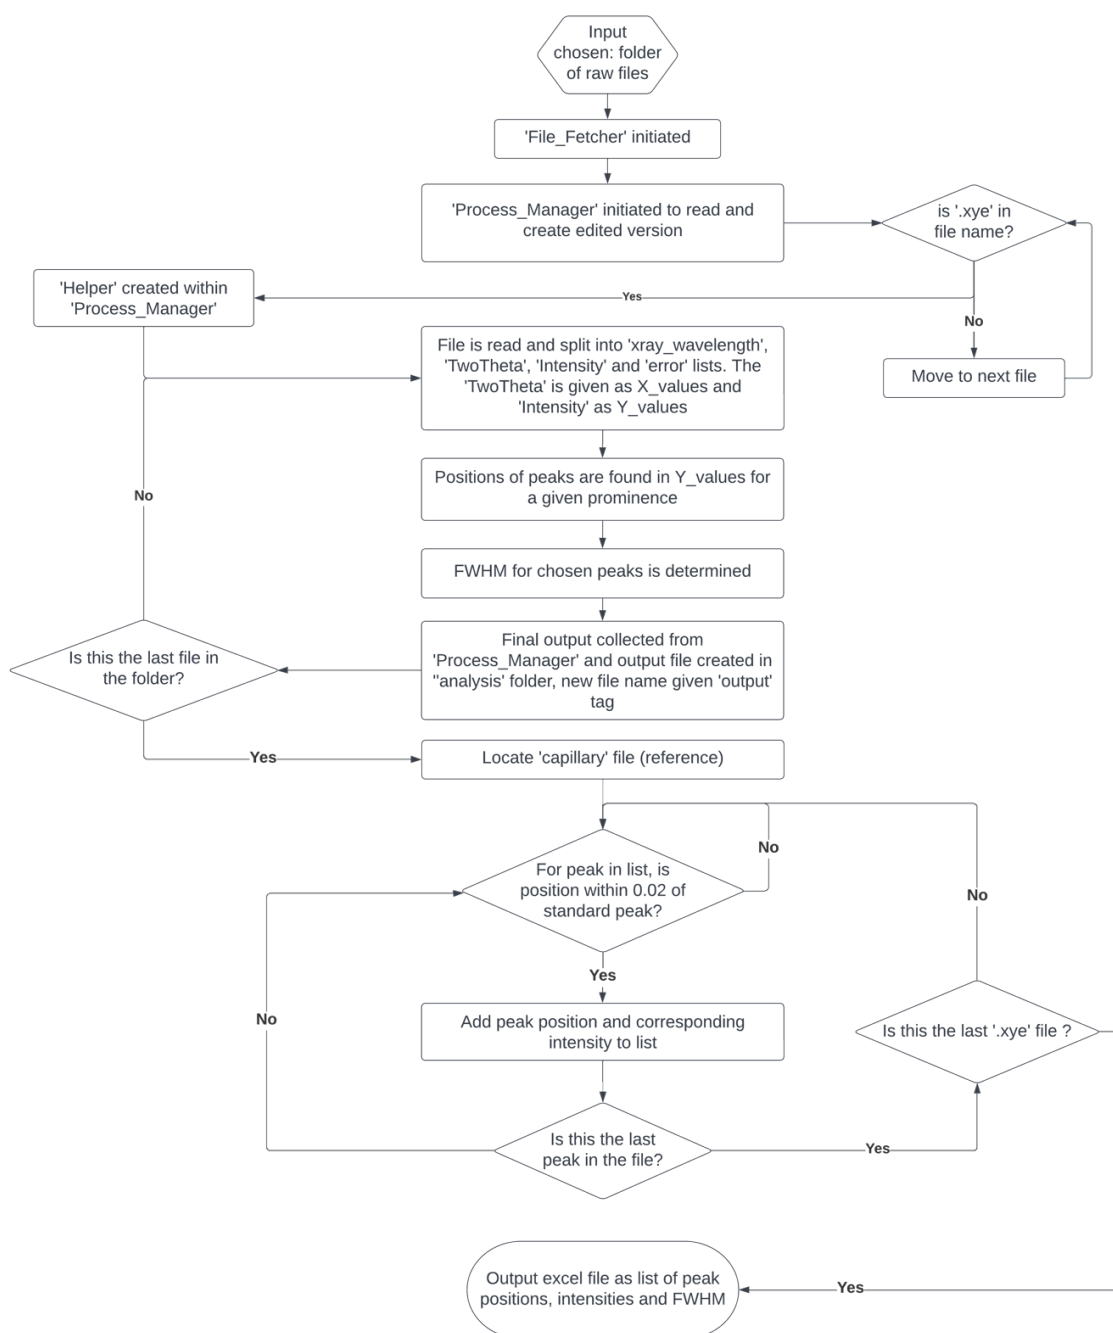 Input
chosen: folder
of raw files
'File_Fetcher' initiated
'Process_Manager' initiated to read and
create edited version
is '.xye' in
file name?
'Helper' created within
'Process_Manager'
Yes
No
File is read and split into 'xray_wavelength',
'TwoTheta', 'Intensity' and 'error' lists. The
'TwoTheta' is given as X_values and
'Intensity' as Y_values
Move to next file
Positions of peaks are found in Y_values for
a given prominence
No
FWHM for chosen peaks is determined
Final output collected from
'Process_Manager' and output file created in
"analysis' folder, new file name given 'output'
tag
Is this the last file in
the folder?
Yes
Locate 'capillary' file (reference)
No
For peak in list, is
position within 0.02 of
standard peak?
No
Yes
No
Add peak position and corresponding
intensity to list
Is this the last '.xye' file ?
Is this the last
peak in the file?
Yes
Output excel file as list of peak
positions, intensities and FWHM
Yes